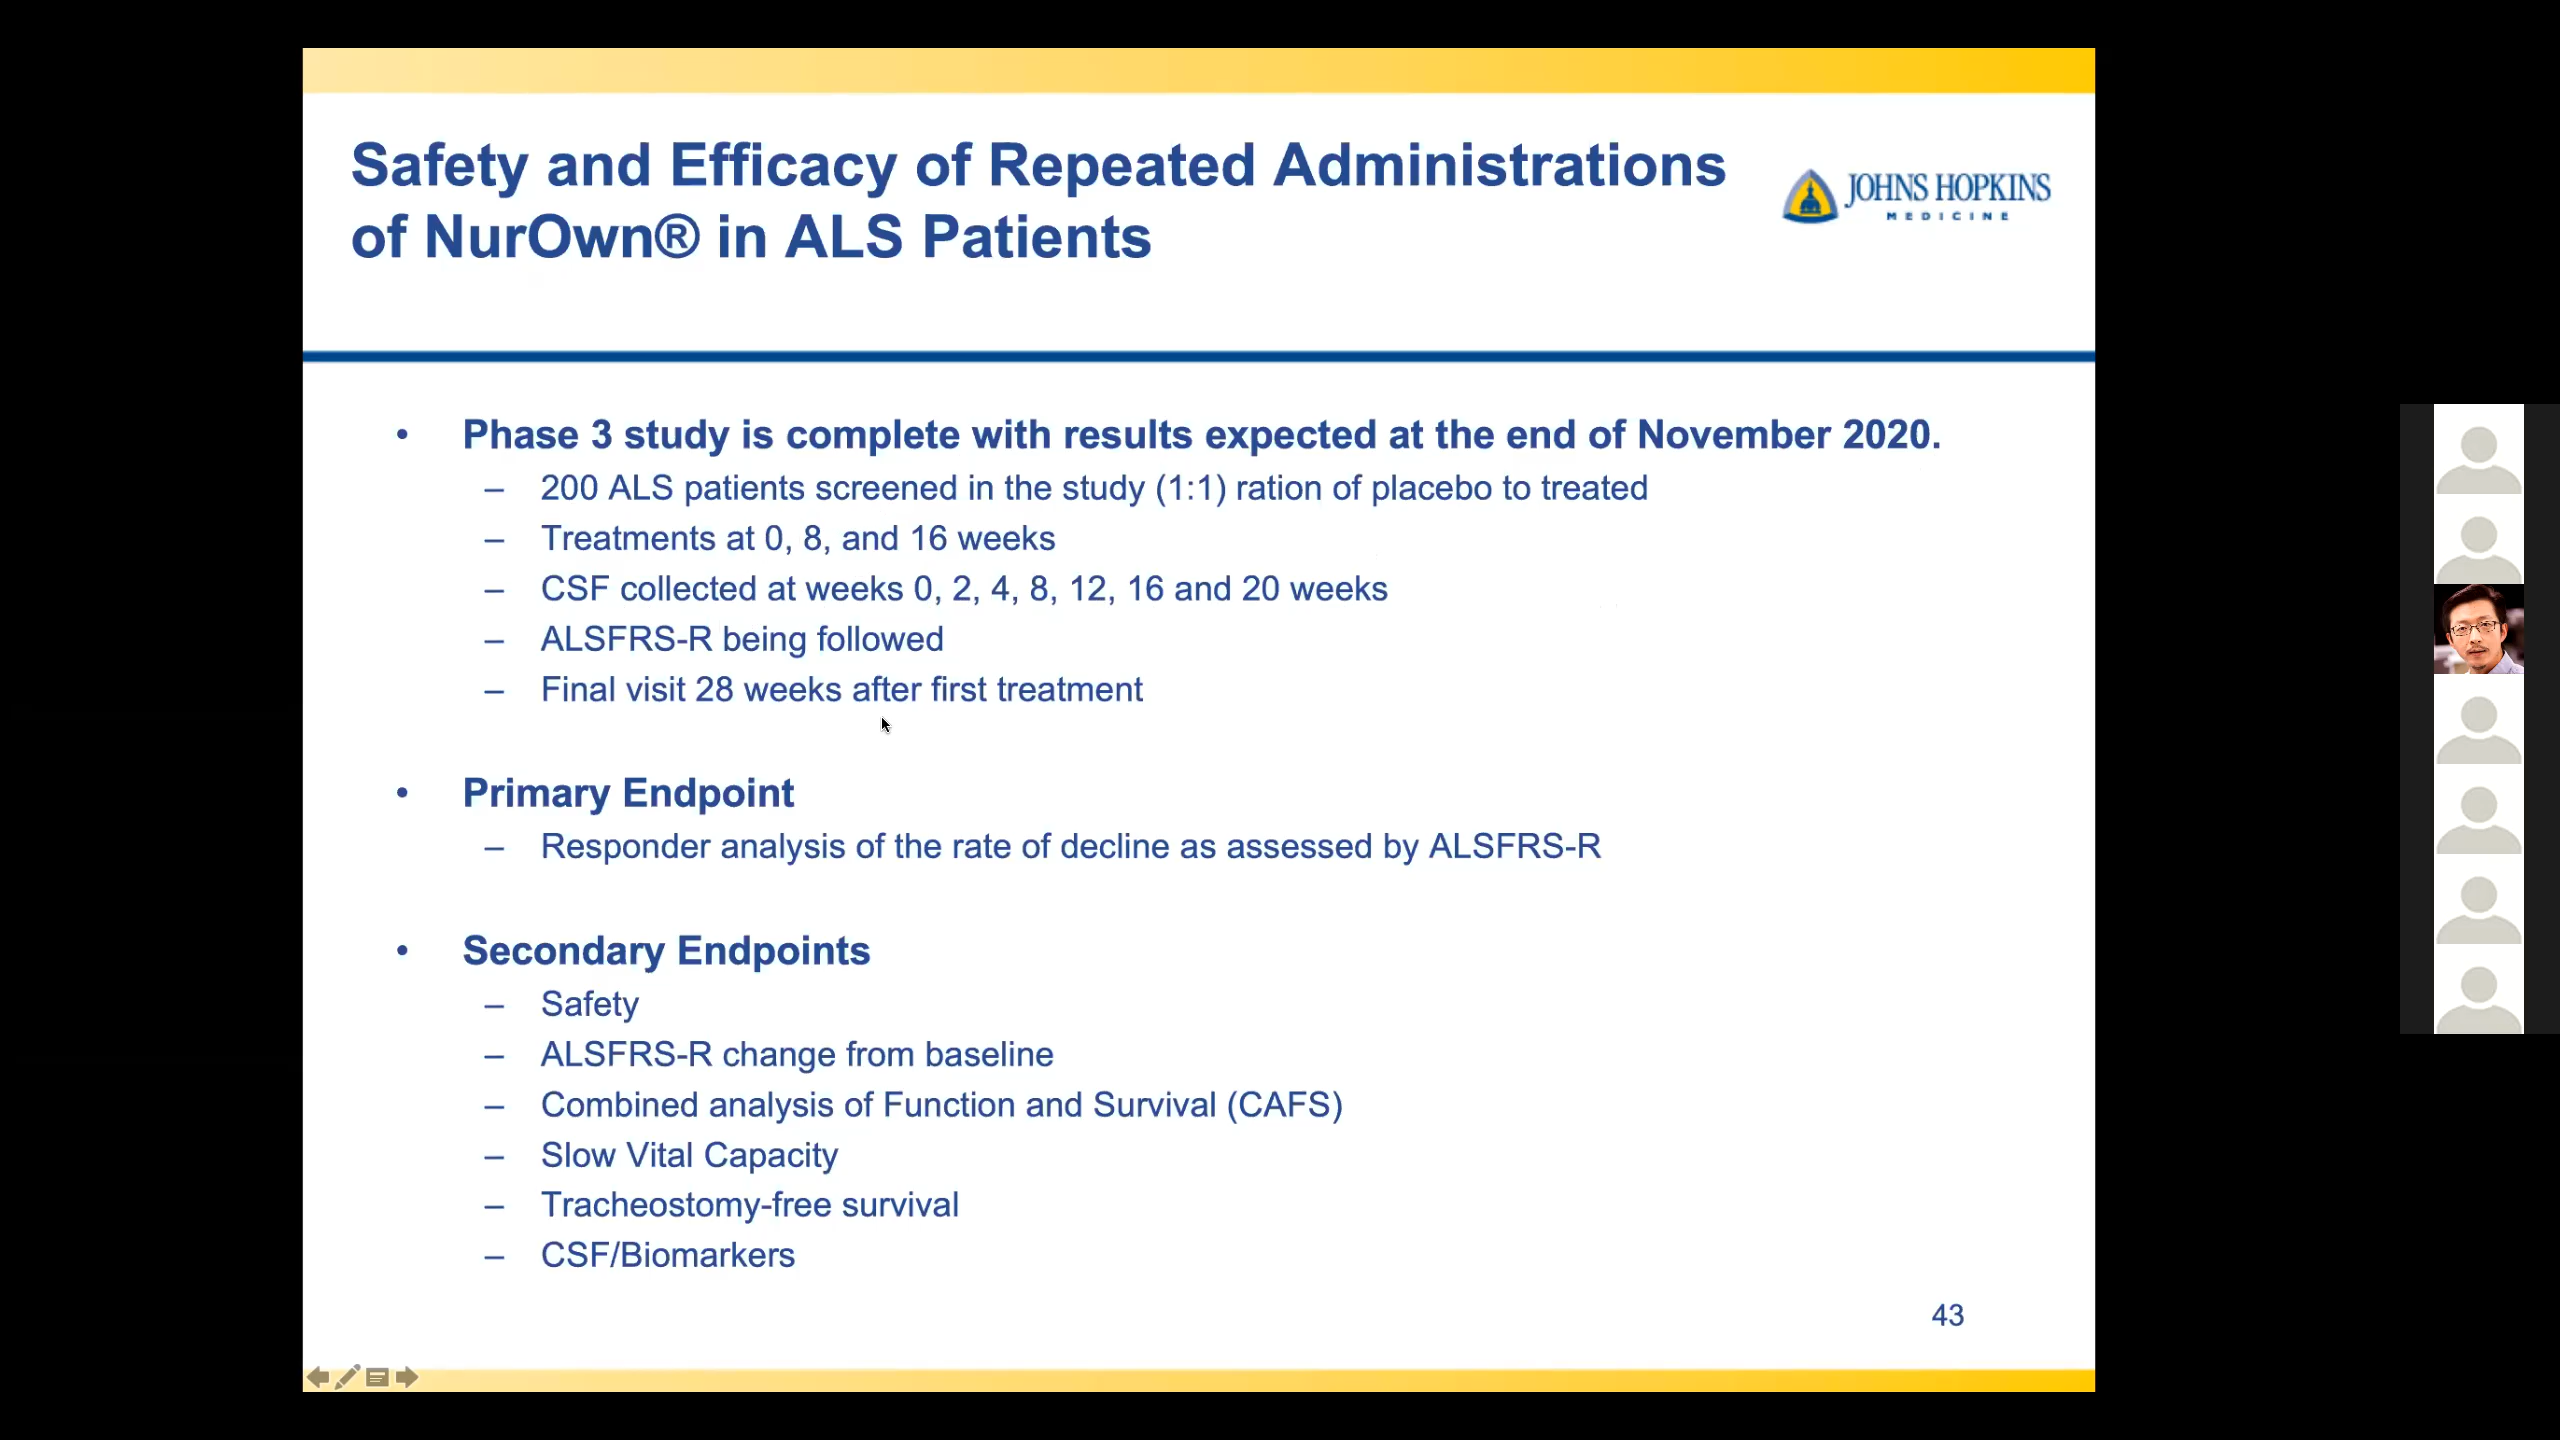 Safety and Efficacy of Repeated Administrations
of NurOwn® in ALS Patients
JOHNS HOPKINS
MEDICINE
• Phase 3 study is complete with results expected at the end of November 2020.
– 200 ALS patients screened in the study (1:1) ration of placebo to treated
– Treatments at 0, 8, and 16 weeks
– CSF collected at weeks 0, 2, 4, 8, 12, 16 and 20 weeks
– ALSFRS-R being followed
– Final visit 28 weeks after first treatment
• Primary Endpoint
– Responder analysis of the rate of decline as assessed by ALSFRS-R
• Secondary Endpoints
– Safety
– ALSFRS-R change from baseline
– Combined analysis of Function and Survival (CAFS)
– Slow Vital Capacity
– Tracheostomy-free survival
– CSF/Biomarkers
43